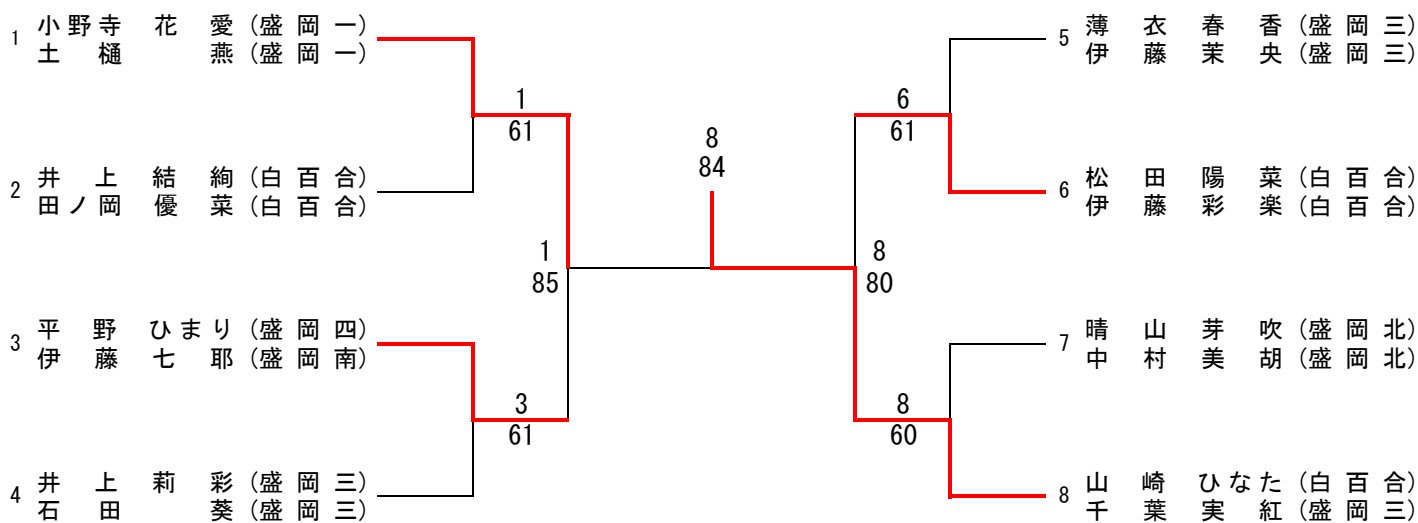 1 小野寺 花 愛 (盛 岡 一)
土 樋 燕 (盛 岡 一)
1
61
2 井 上 結 絢 (白 百 合)
田ノ岡 優 菜 (白 百 合)
1
85
3 平 野 ひまり (盛 岡 四)
伊 藤 七 耶 (盛 岡 南)
3
61
4 井 上 莉 彩 (盛 岡 三)
石 田 葵 (盛 岡 三)
8
84
5 薄 衣 春 香 (盛 岡 三)
伊 藤 茉 央 (盛 岡 三)
6
61
6 松 田 陽 菜 (白 百 合)
伊 藤 彩 楽 (白 百 合)
8
80
7 晴 山 芽 吹 (盛 岡 北)
中 村 美 胡 (盛 岡 北)
8
60
8 山 崎 ひなた (白 百 合)
千 葉 実 紅 (盛 岡 三)